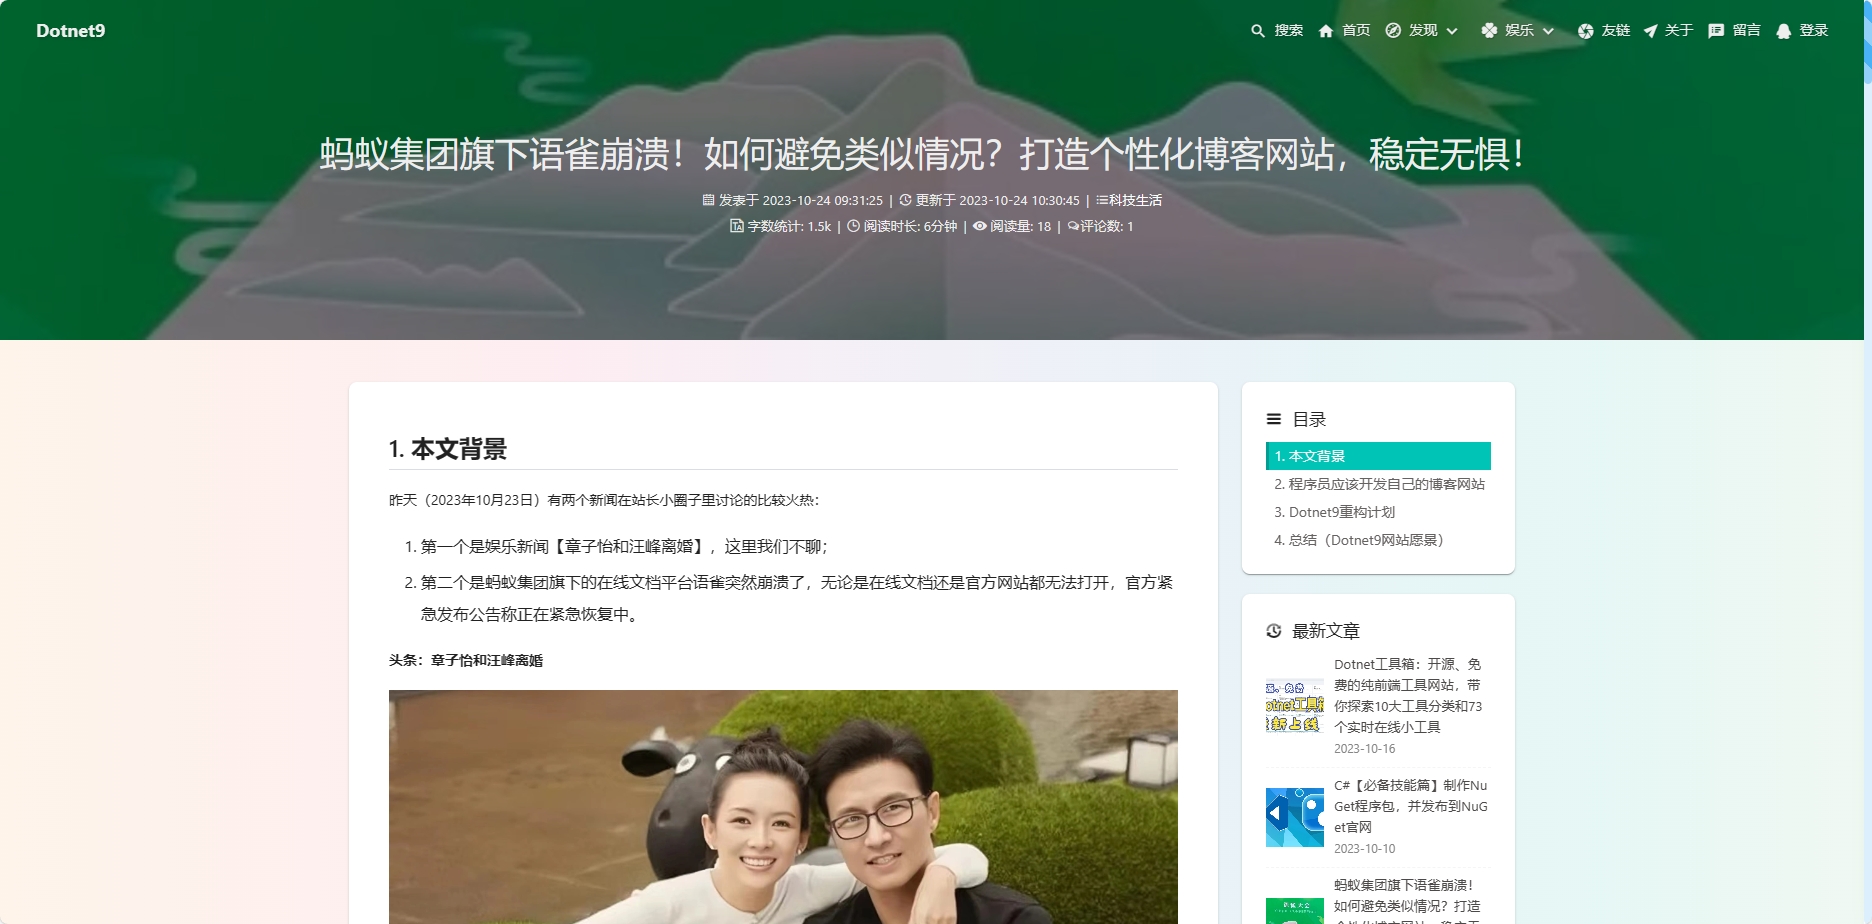 Dotnet9
搜索 首页 发现 娱乐 友链 关于 留言 登录
蚂蚁集团旗下语雀崩溃！如何避免类似情况？打造个性化博客网站，稳定无惧！
发表于 2023-10-24 09:31:25 | 更新于 2023-10-24 10:30:45 | 科技生活
字数统计: 1.5k | 阅读时长: 6分钟 | 阅读量: 18 | 评论数: 1
1. 本文背景
昨天（2023年10月23日）有两个新闻在站长小圈子里讨论的比较火热：
1. 第一个是娱乐新闻【章子怡和汪峰离婚】，这里我们不聊；
2. 第二个是蚂蚁集团旗下的在线文档平台语雀突然崩溃了，无论是在线文档还是官方网站都无法打开，官方紧
急发布公告称正在紧急恢复中。
头条：章子怡和汪峰离婚
目录
1. 本文背景
2. 程序员应该开发自己的博客网站
3. Dotnet9重构计划
4. 总结（Dotnet9网站愿景）
最新文章
Dotnet工具箱：开源、免
费的纯前端工具网站，带
你探索10大工具分类和73
个实时在线小工具
2023-10-16
C#【必备技能篇】制作Nu
Get程序包，并发布到NuG
et官网
2023-10-10
蚂蚁集团旗下语雀崩溃！
如何避免类似情况？打造